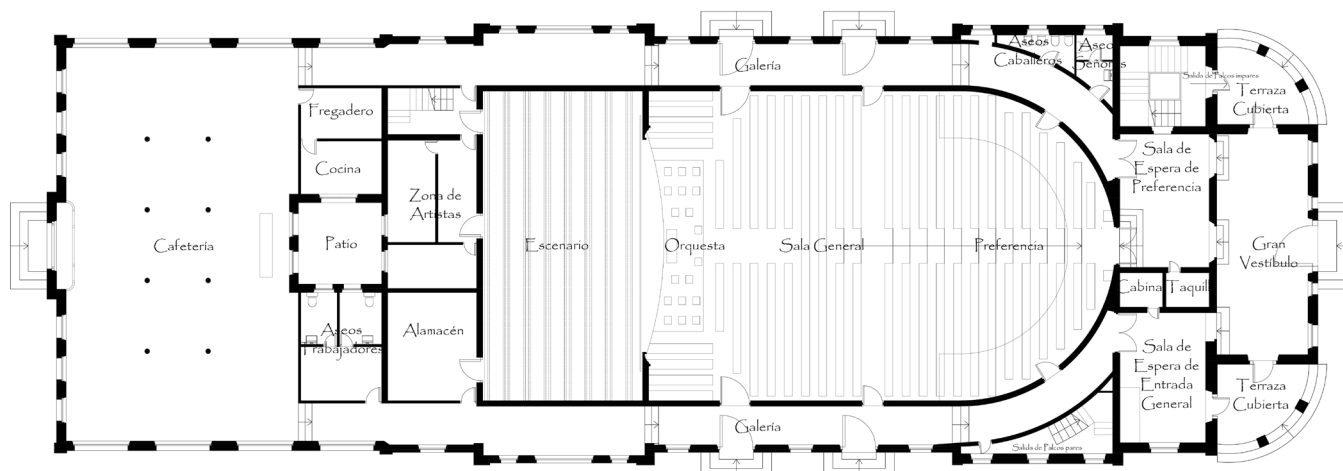 Aseos
Caballeros
Aseo
Señoras
Galería
Salida de Palcos impares
Terraza
Cubierta
Fregadero
Cocina
Sala de
Espera de
Preferencia
Zona de
Artistas
Cafetería
Patio
Escenario
Orquesta
Sala General
Preferencia
Gran
Vestíbulo
Cabina
Taquill
Aseos
Trabajadores
Alamacén
Sala de
Espera de
Entrada
General
Terraza
Cubierta
Galería
Salida de Palcos pares